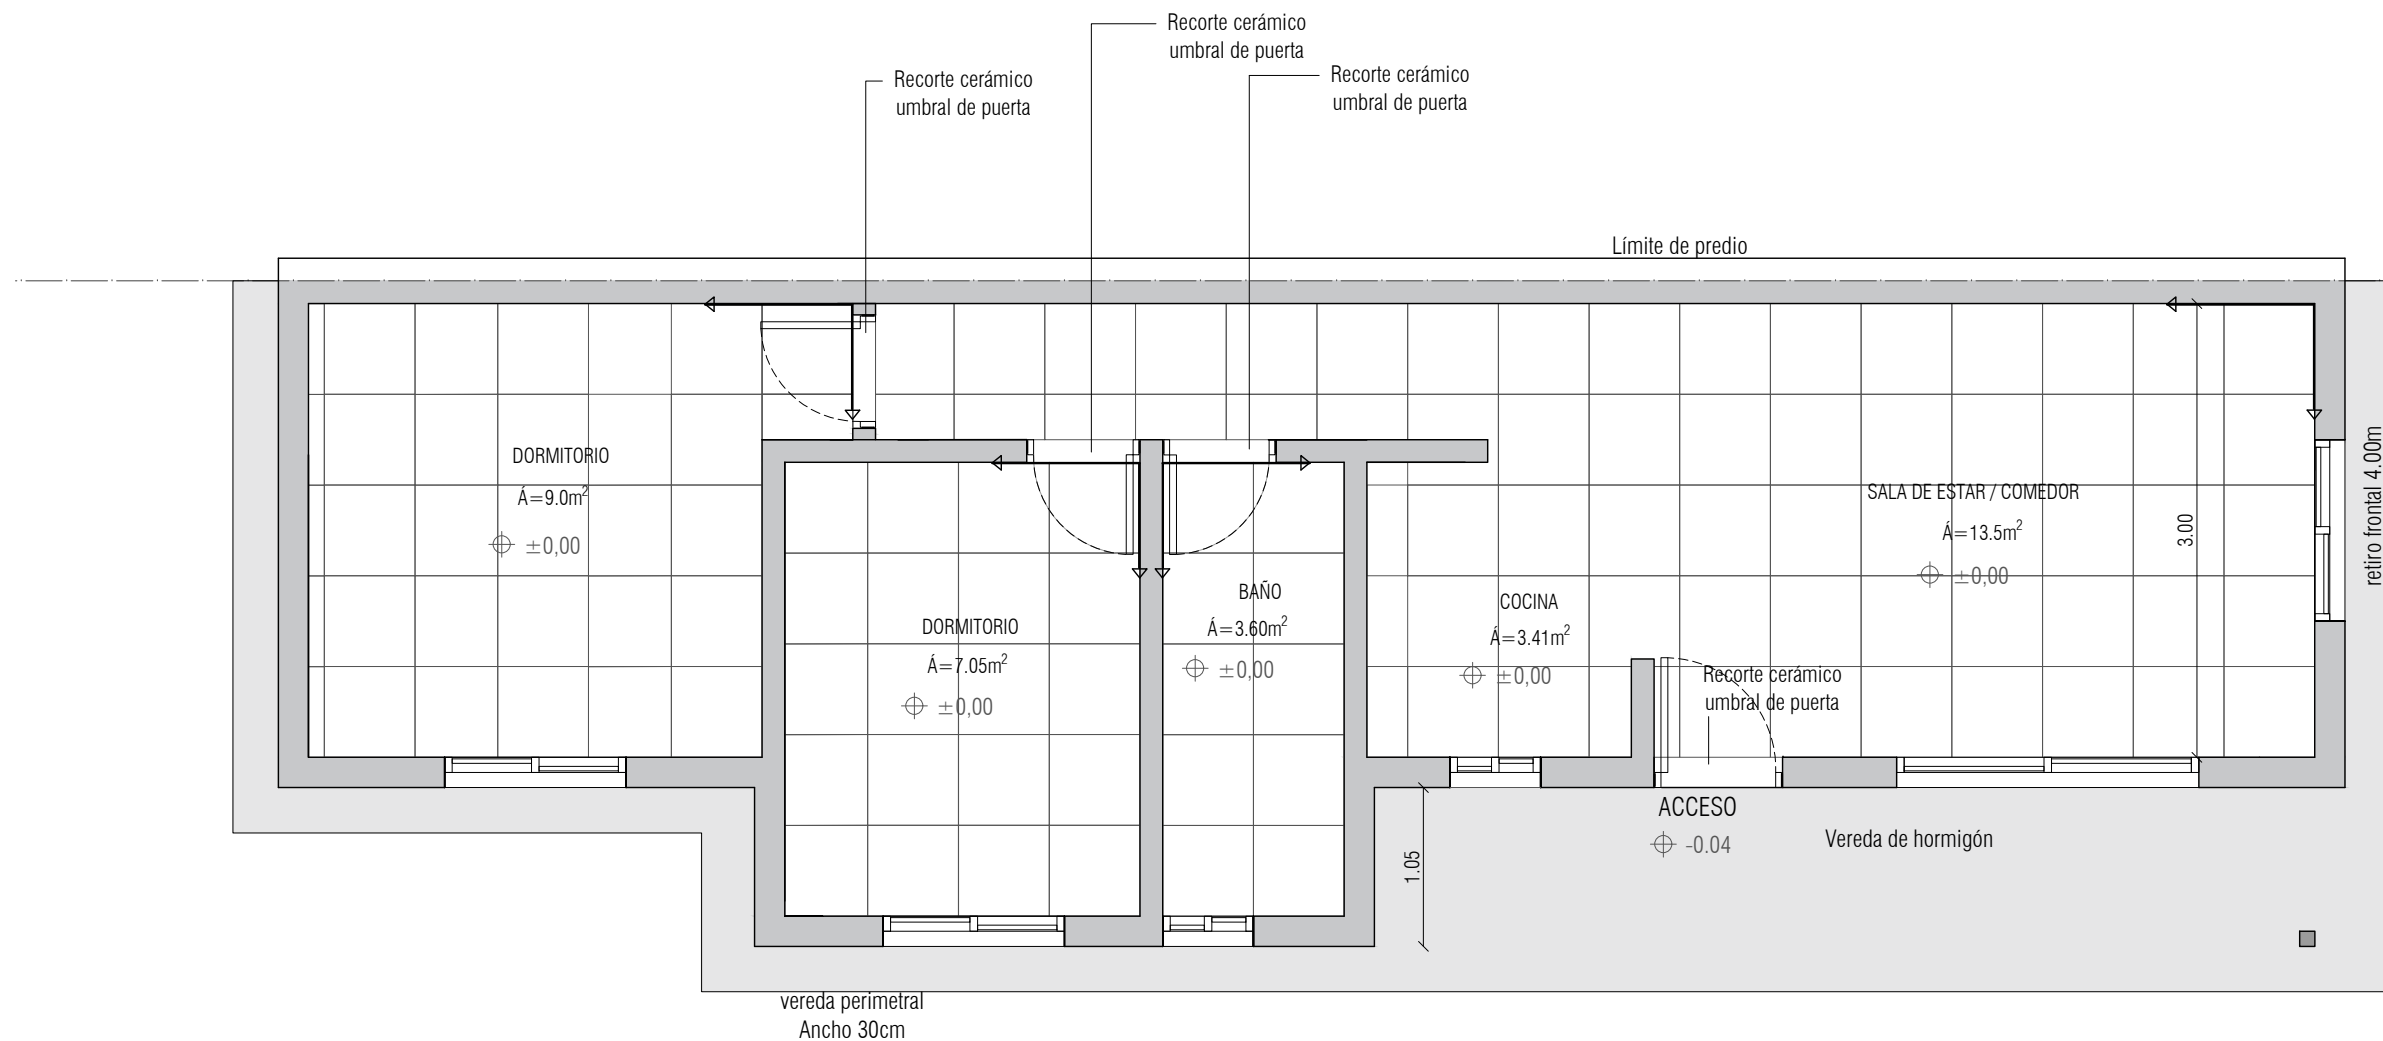 Recorte cerámico
umbral de puerta
Recorte cerámico
umbral de puerta
Recorte cerámico
umbral de puerta
Límite de predio
DORMITORIO
Á=9.0m²
±0,00
DORMITORIO
Á=7.05m²
±0,00
BAÑO
Á=3.60m²
±0,00
COCINA
Á=3.41m²
±0,00
SALA DE ESTAR / COMEDOR
Á=13.5m²
±0,00
3.00
retiro frontal 4.00m
Recorte cerámico
umbral de puerta
ACCESO
-0.04
Vereda de hormigón
1.05
vereda perimetral
Ancho 30cm